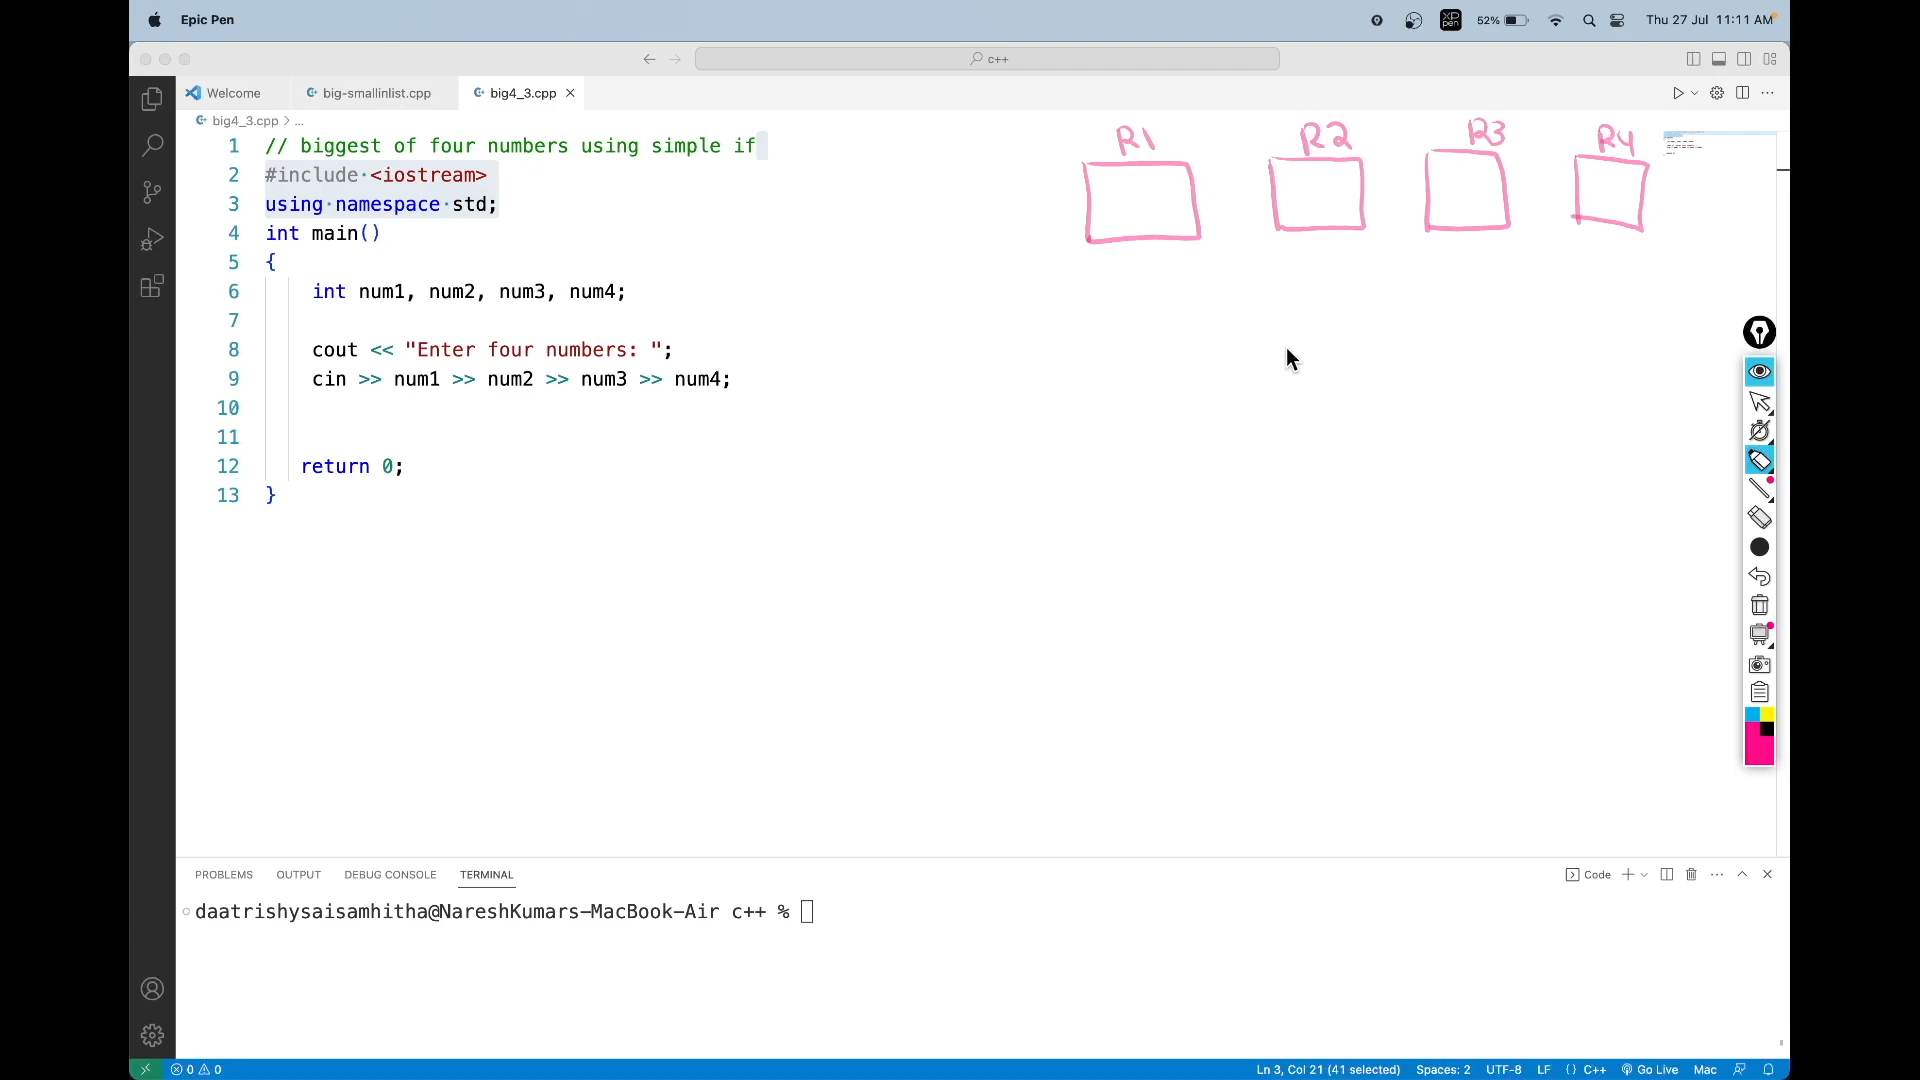 Epic Pen
XP pen
52%
Thu 27 Jul 11:11 AM
c++
Welcome
big-smallinlist.cpp
big4_3.cpp
big4_3.cpp > ...
R1 R2 R3 R4
1 // biggest of four numbers using simple if
2 #include <iostream>
3 using namespace std;
4 int main()
5 {
6 int num1, num2, num3, num4;
7
8 cout << "Enter four numbers: ";
9 cin >> num1 >> num2 >> num3 >> num4;
10
11
12 return 0;
13 }
PROBLEMS OUTPUT DEBUG CONSOLE TERMINAL
Code
daatrishysaisamhitha@NareshKumars-MacBook-Air c++ %
0 0
Ln 3, Col 21 (41 selected) Spaces: 2 UTF-8 LF {} C++ Go Live Mac